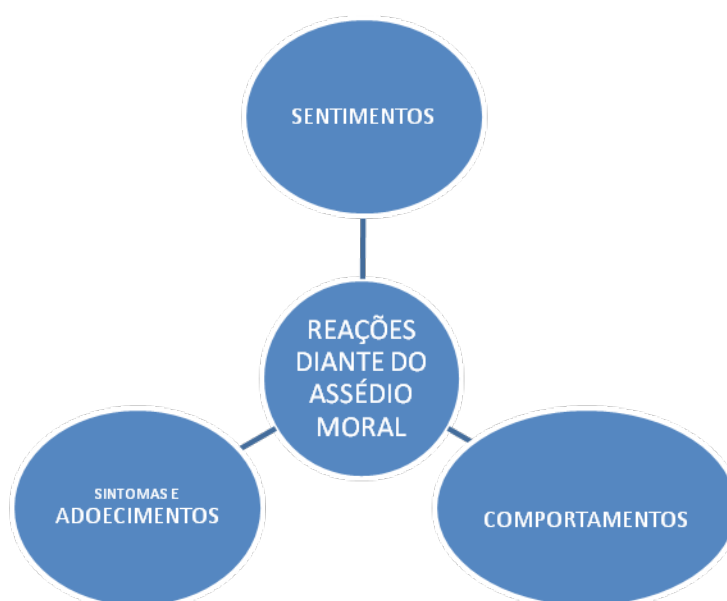 SENTIMENTOS
REAÇÕES
DIANTE DO
ASSÉDIO
MORAL
SINTOMAS E
ADOECIMENTOS
COMPORTAMENTOS